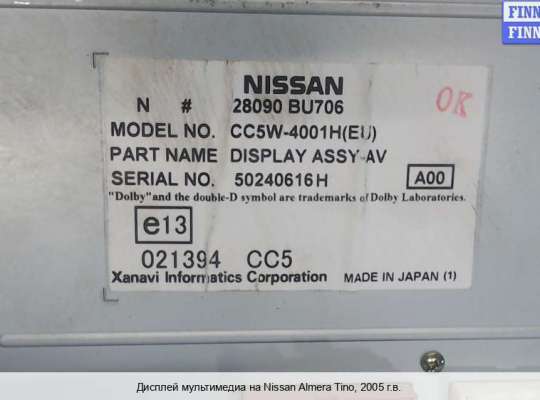 FINN
FINN
NISSAN
N # 28090 BU706
OK
MODEL NO. CC5W-4001H(EU)
PART NAME DISPLAY ASSY-AV
SERIAL NO. 50240616H A00
"Dolby"and the double-D symbol are trademarks of Dolby Laboratories.
e13
021394 CC5
Xanavi Informatics Corporation MADE IN JAPAN (1)
Дисплей мультимедиа на Nissan Almera Tino, 2005 г.в.